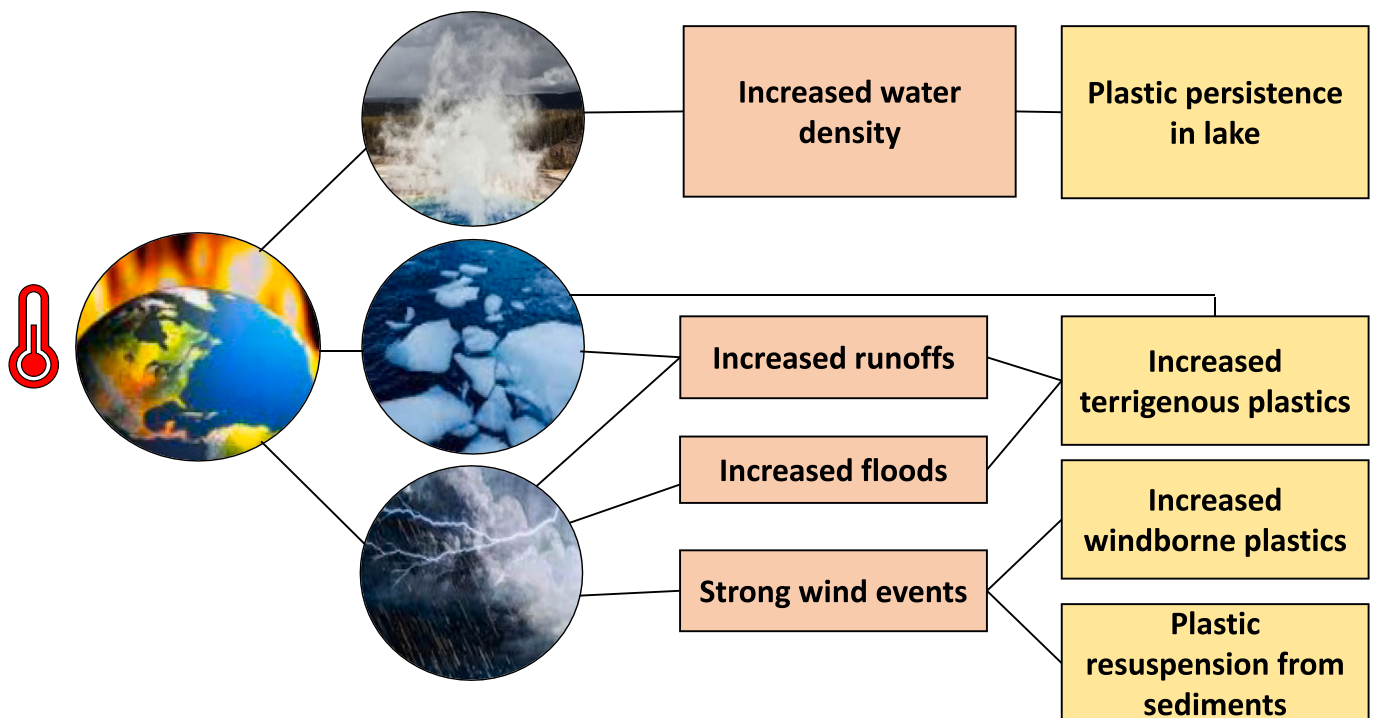 Increased water
density
Plastic persistence
in lake
Increased runoffs
Increased
terrigenous plastics
Increased floods
Increased
windborne plastics
Strong wind events
Plastic
resuspension from
sediments